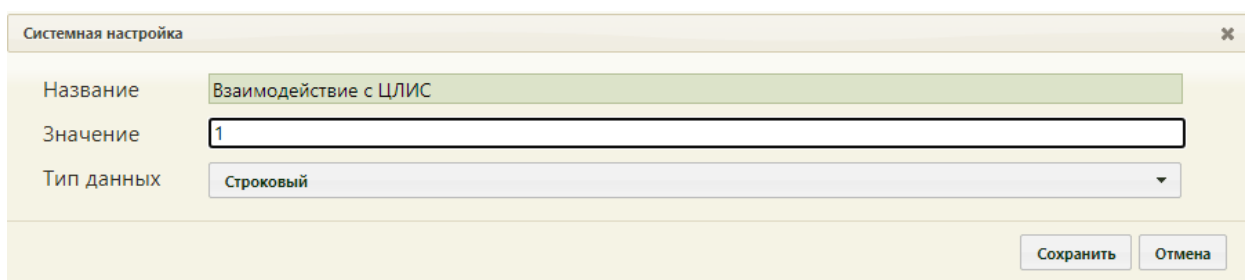 Системная настройка
Название Взаимодействие с ЦЛИС
Значение 1
Тип данных Строковый
Сохранить Отмена